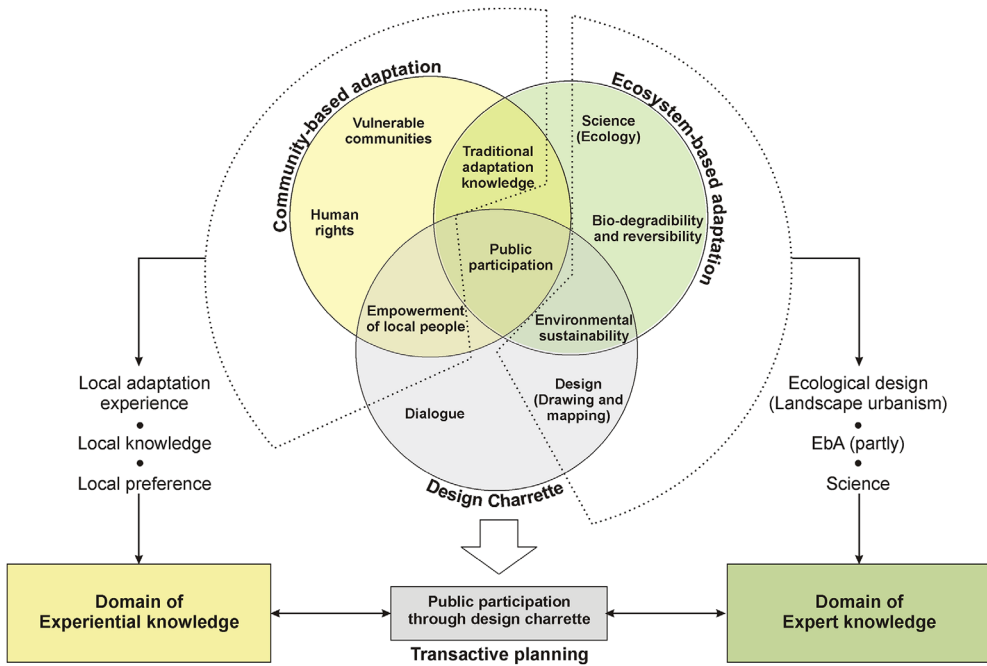 Community-based adaptation
Ecosystem-based adaptation
Vulnerable
communities
Science
(Ecology)
Traditional
adaptation
knowledge
Human
rights
Bio-degradibility
and reversibility
Public
participation
Empowerment
of local people
Environmental
sustainability
Dialogue
Design
(Drawing and
mapping)
Design Charrette
Local adaptation
experience
•
Local knowledge
•
Local preference
Ecological design
(Landscape urbanism)
•
EbA (partly)
•
Science
Domain of
Experiential knowledge
Public participation
through design charrette
Transactive planning
Domain of
Expert knowledge